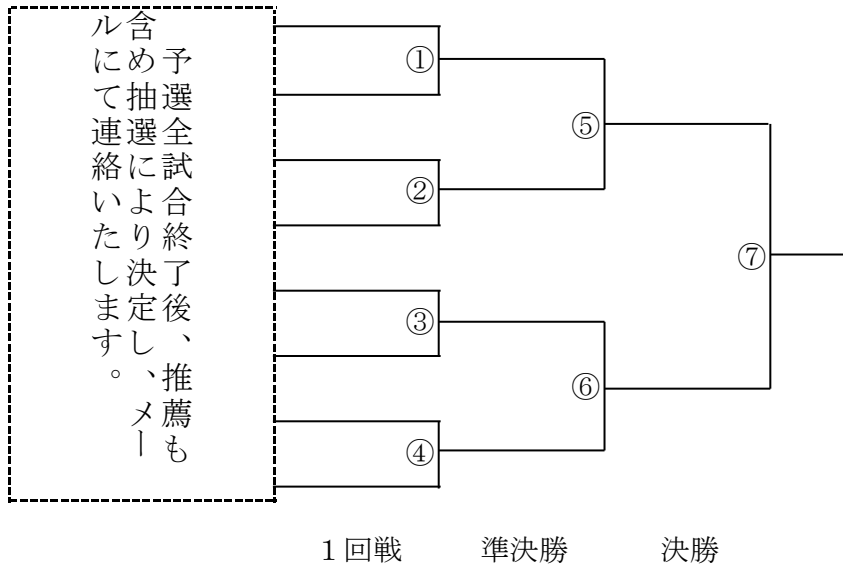 予選全試合終了後、推薦も
含め抽選により決定し、メー
ルにて連絡いたします。
①
②
③
④
⑤
⑥
⑦
１回戦　準決勝　決勝